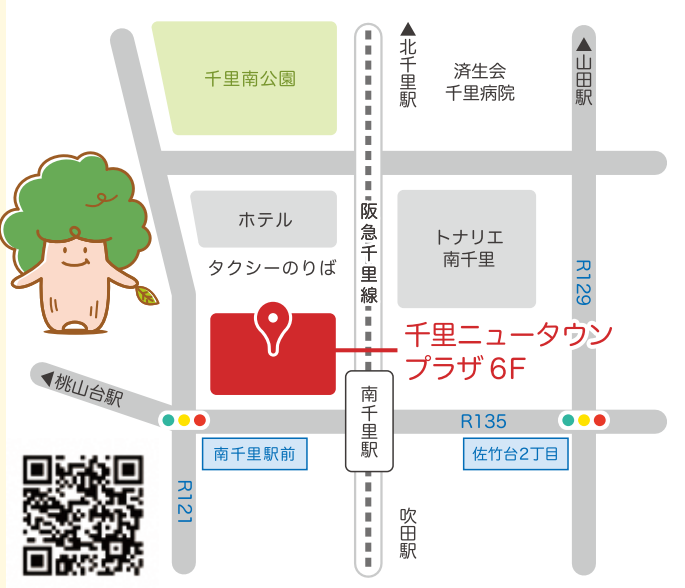 千里南公園
▲北千里駅
済生会
千里病院
▲山田駅
ホテル
阪急千里線
トナリエ
南千里
タクシーのりば
R129
千里ニュータウン
プラザ 6F
◀桃山台駅
南千里駅
R135
南千里駅前
佐竹台2丁目
R121
吹田駅